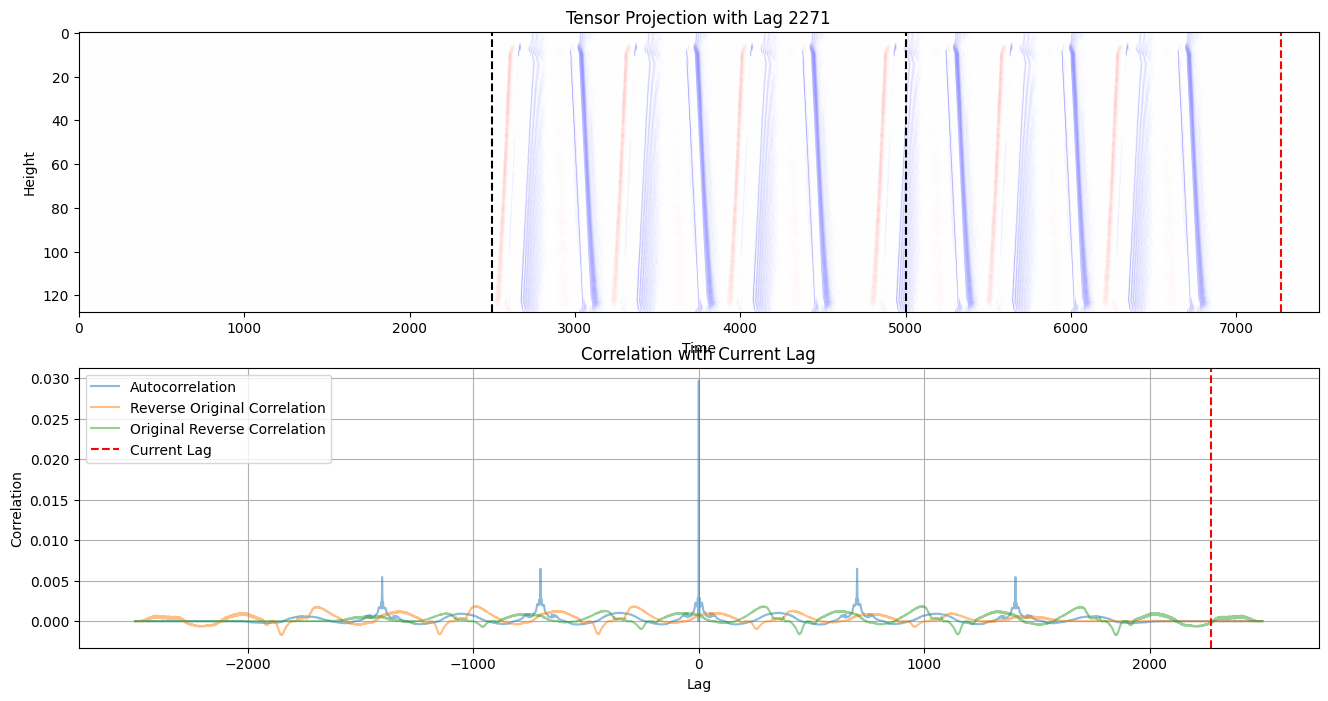 Tensor Projection with Lag 2271
Height
0
20
40
60
80
100
120
0 1000 2000 3000 4000 5000 6000 7000
Time
Correlation with Current Lag
Correlation
0.030
0.025
0.020
0.015
0.010
0.005
0.000
Autocorrelation
Reverse Original Correlation
Original Reverse Correlation
Current Lag
−2000 −1000 0 1000 2000
Lag